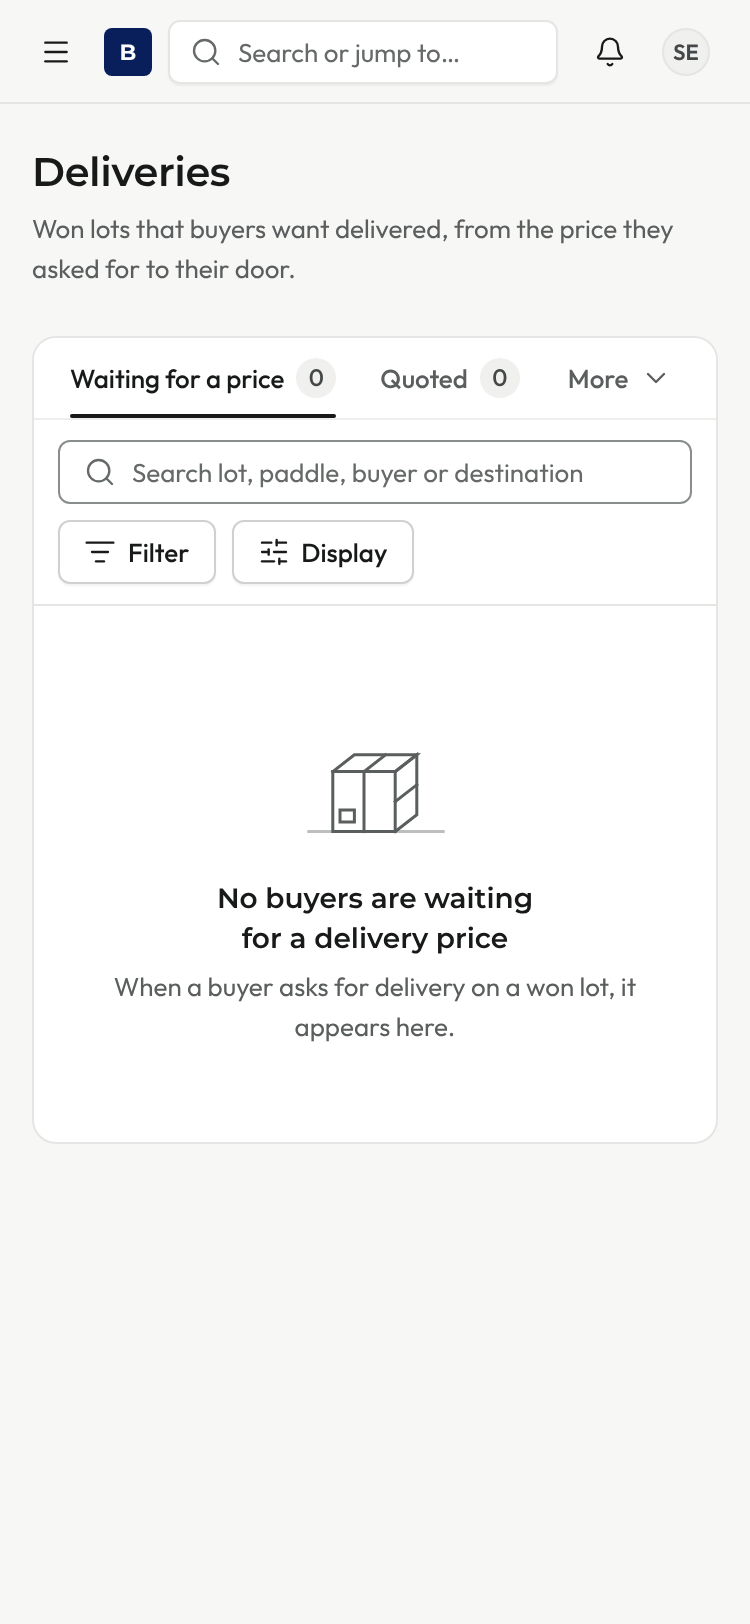 B
Search or jump to...
SE
Deliveries
Won lots that buyers want delivered, from the price they
asked for to their door.
Waiting for a price 0 Quoted 0 More
Search lot, paddle, buyer or destination
Filter Display
No buyers are waiting
for a delivery price
When a buyer asks for delivery on a won lot, it
appears here.